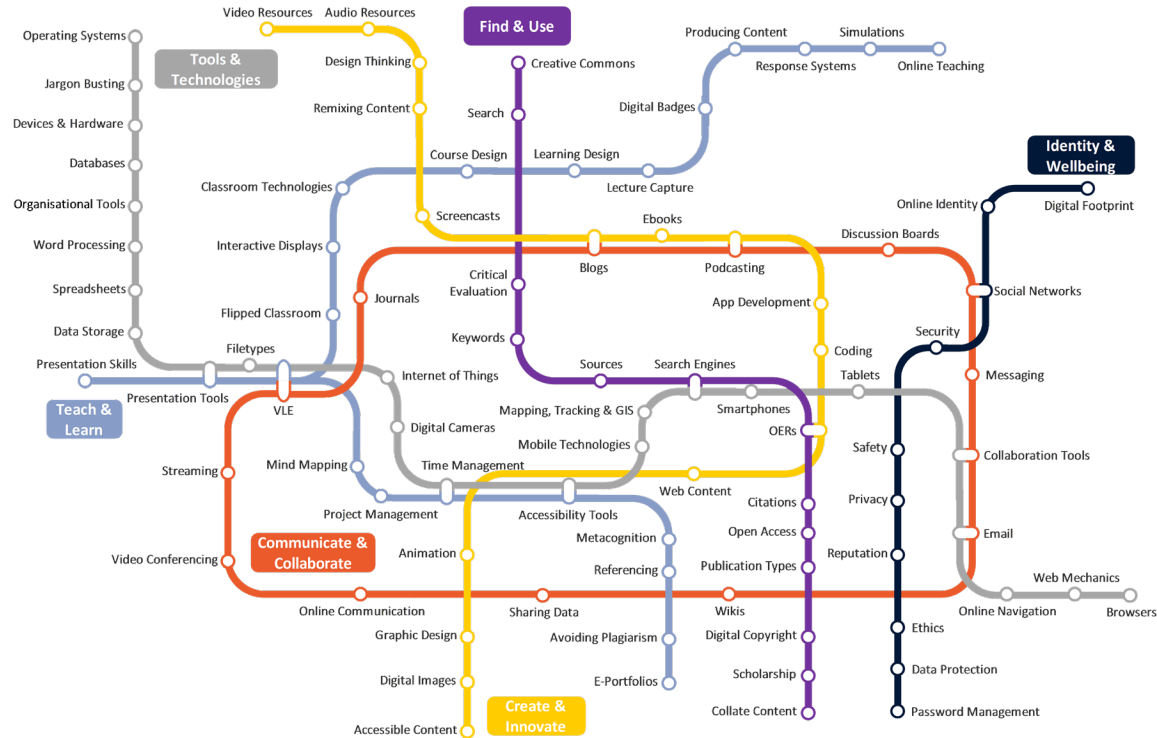 Video Resources
Audio Resources
Find & Use
Producing Content
Simulations
Operating Systems
Tools &
Technologies
Design Thinking
Creative Commons
Response Systems
Online Teaching
Jargon Busting
Remixing Content
Search
Digital Badges
Devices & Hardware
Databases
Course Design
Learning Design
Identity &
Wellbeing
Classroom Technologies
Lecture Capture
Organisational Tools
Screencasts
Ebooks
Online Identity
Digital Footprint
Word Processing
Interactive Displays
Discussion Boards
Blogs
Podcasting
Spreadsheets
Journals
Critical
Evaluation
App Development
Social Networks
Data Storage
Flipped Classroom
Keywords
Security
Filetypes
Coding
Presentation Skills
Internet of Things
Sources
Search Engines
Tablets
Messaging
Presentation Tools
VLE
Teach &
Learn
Mapping, Tracking & GIS
Smartphones
Digital Cameras
OERs
Mobile Technologies
Safety
Collaboration Tools
Streaming
Mind Mapping
Time Management
Web Content
Project Management
Accessibility Tools
Citations
Privacy
Communicate &
Collaborate
Metacognition
Open Access
Email
Video Conferencing
Animation
Referencing
Publication Types
Reputation
Web Mechanics
Online Communication
Sharing Data
Wikis
Online Navigation
Browsers
Graphic Design
Avoiding Plagiarism
Digital Copyright
Ethics
Digital Images
E-Portfolios
Scholarship
Data Protection
Create &
Innovate
Accessible Content
Collate Content
Password Management